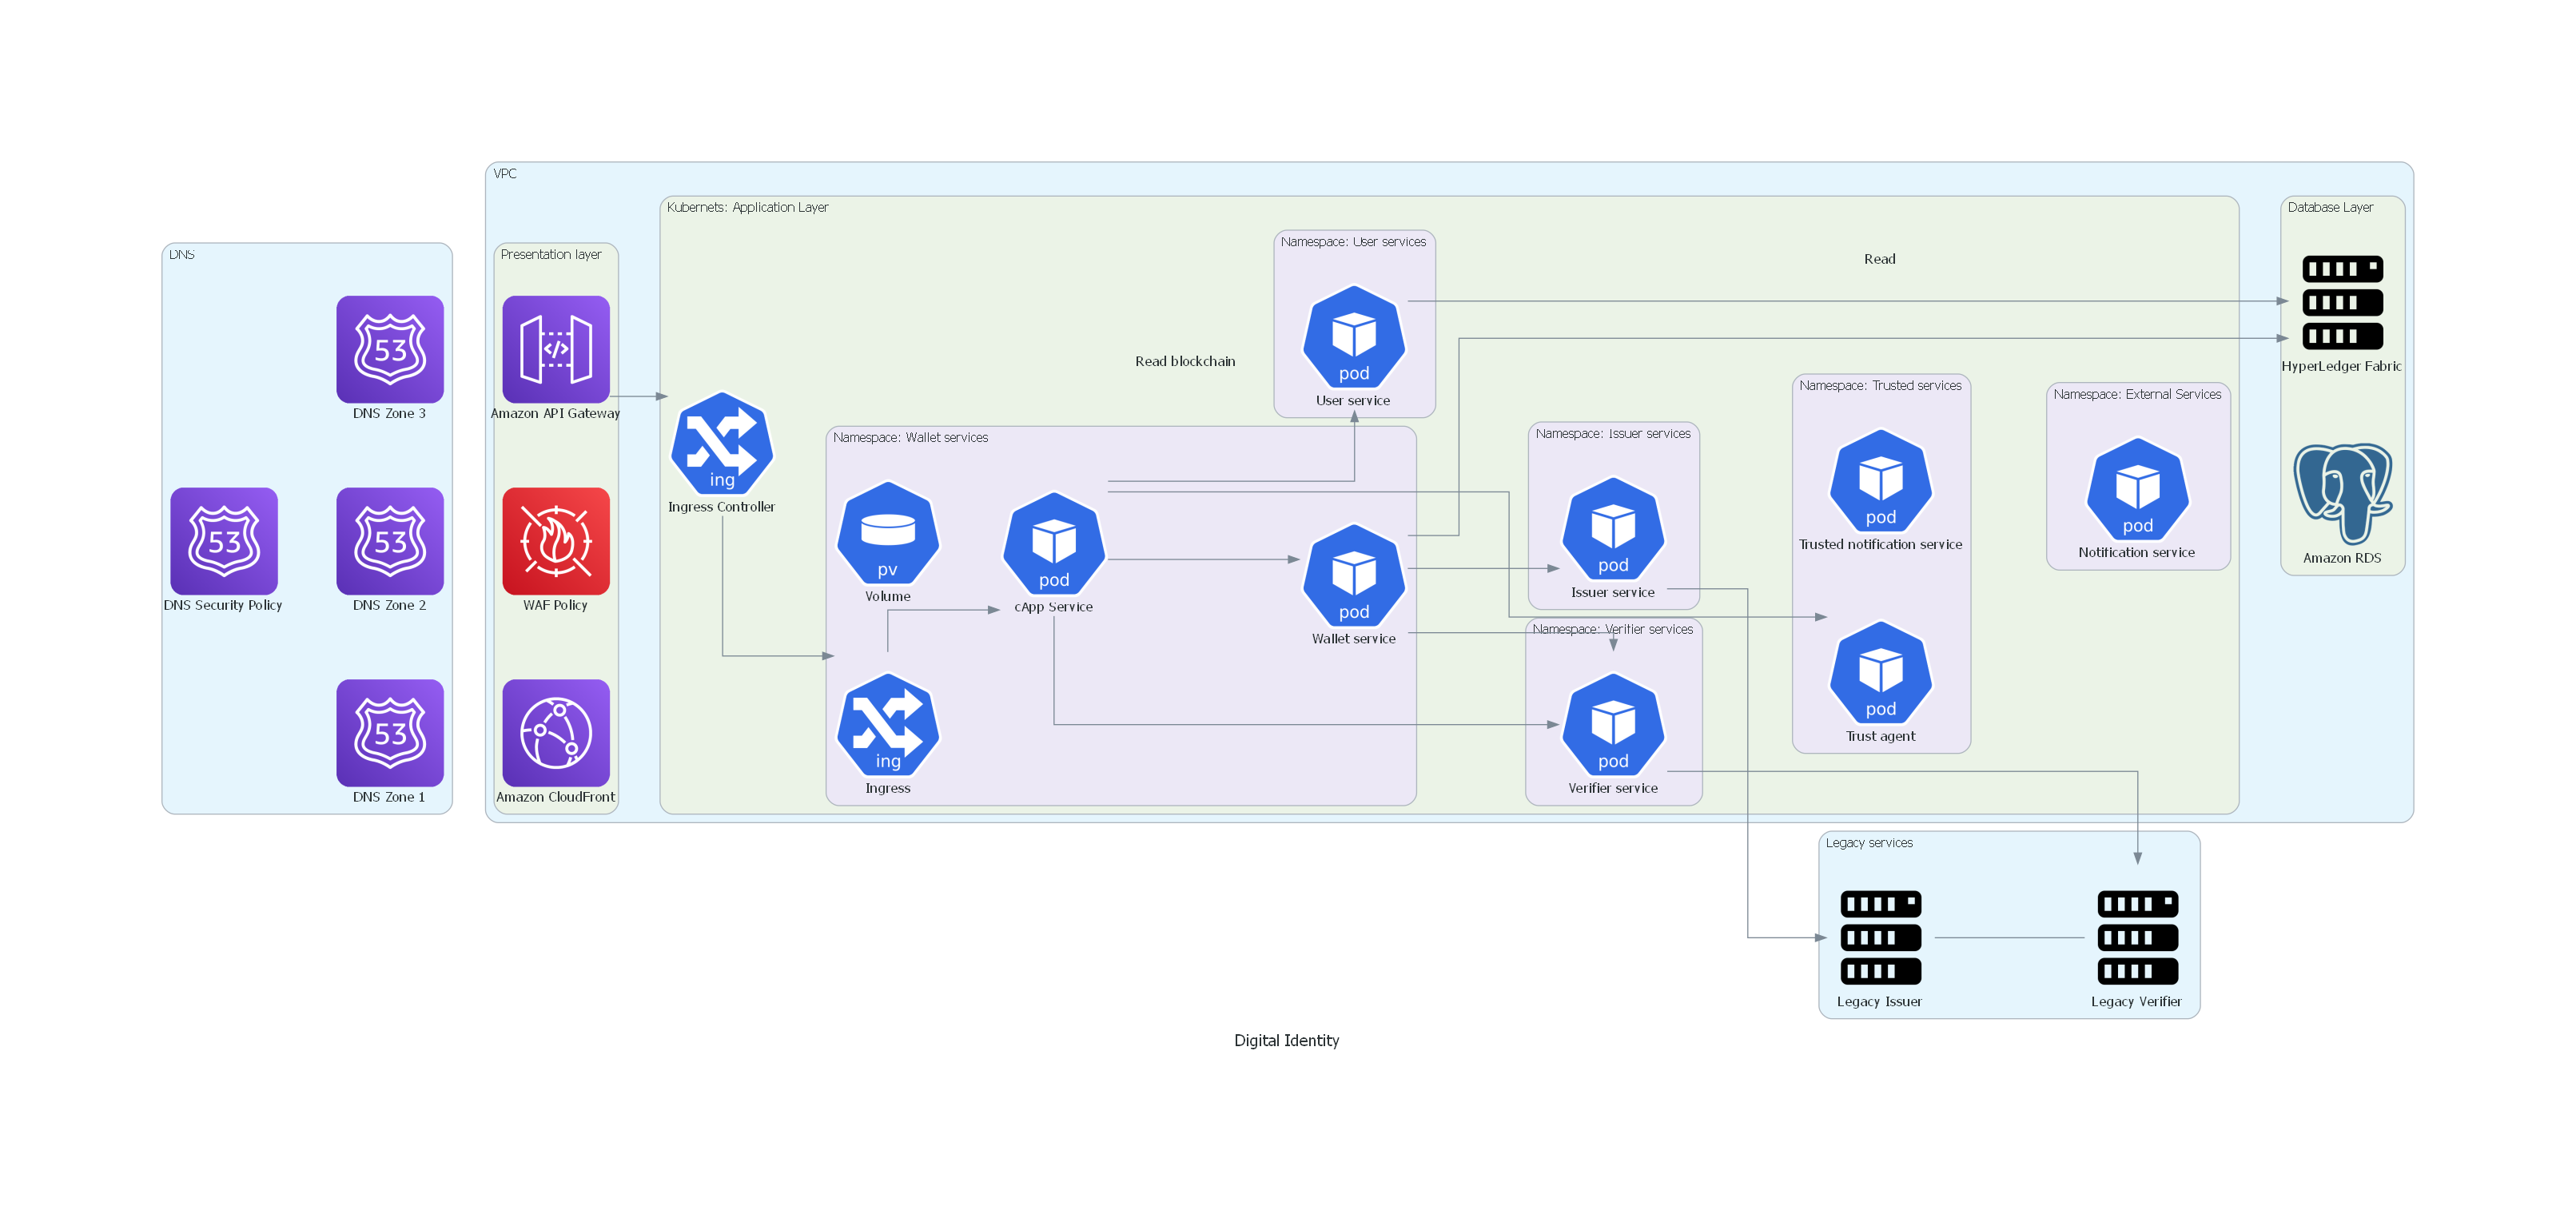 VPC
Kubernets: Application Layer
Database Layer
DNS
Presentation layer
Namespace: User services
Read
53
DNS Zone 3
Amazon API Gateway
Read blockchain
pod
User service
HyperLedger Fabric
ing
Ingress Controller
Namespace: Wallet services
Namespace: Issuer services
Namespace: Trusted services
Namespace: External Services
53
DNS Security Policy
53
DNS Zone 2
WAF Policy
pv
Volume
pod
cApp Service
pod
Wallet service
pod
Issuer service
pod
Trusted notification service
pod
Notification service
Amazon RDS
Namespace: Verifier services
53
DNS Zone 1
Amazon CloudFront
ing
Ingress
pod
Verifier service
pod
Trust agent
Legacy services
Legacy Issuer
Legacy Verifier
Digital Identity